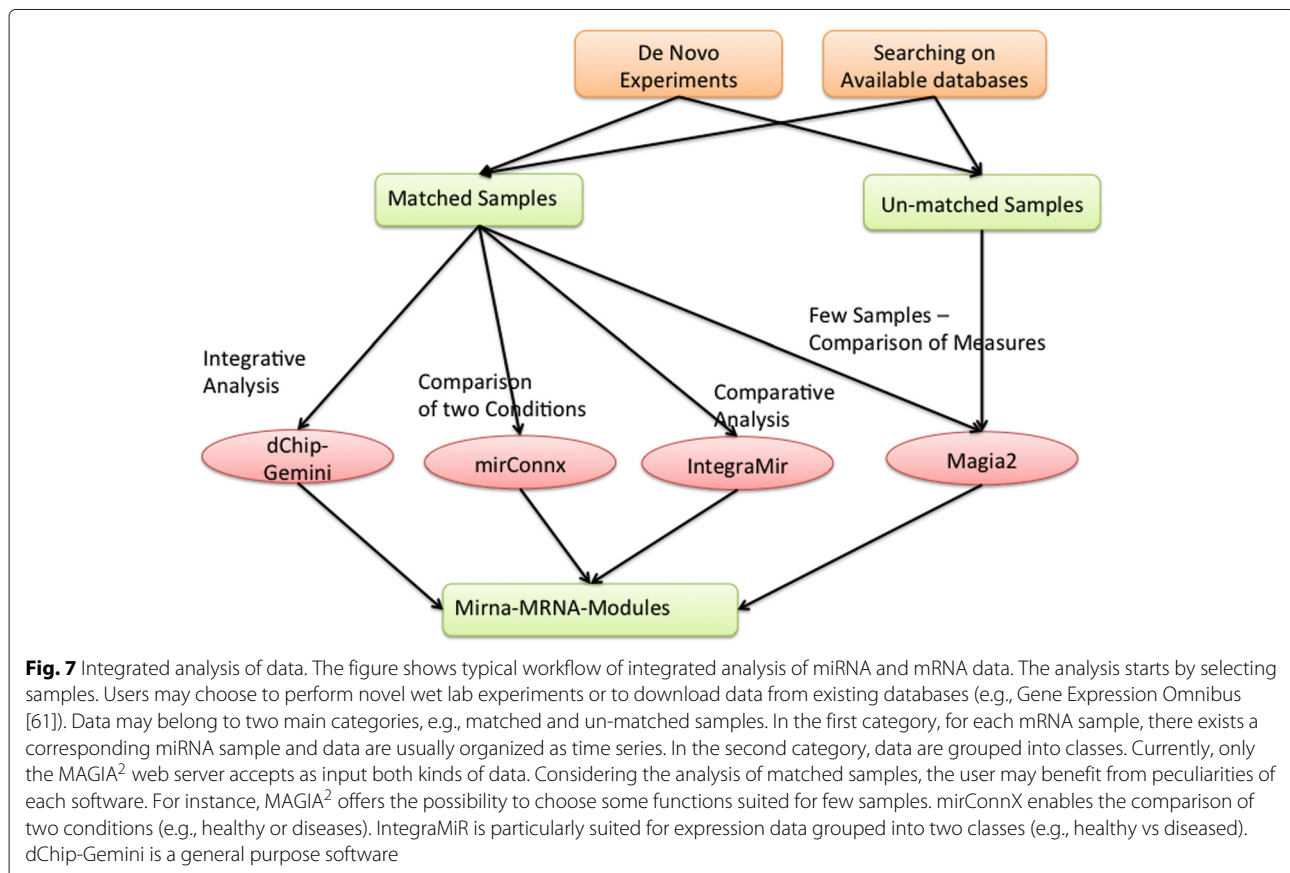 De Novo
Experiments
Searching on
Available databases
Matched Samples
Un-matched Samples
Few Samples –
Comparison of Measures
Integrative
Analysis
Comparison
of two Conditions
Comparative
Analysis
dChip-
Gemini
mirConnx
IntegraMir
Magia2
Mirna-MRNA-Modules
Fig. 7 Integrated analysis of data. The figure shows typical workflow of integrated analysis of miRNA and mRNA data. The analysis starts by selecting
samples. Users may choose to perform novel wet lab experiments or to download data from existing databases (e.g., Gene Expression Omnibus
[61]). Data may belong to two main categories, e.g., matched and un-matched samples. In the first category, for each mRNA sample, there exists a
corresponding miRNA sample and data are usually organized as time series. In the second category, data are grouped into classes. Currently, only
the MAGIA² web server accepts as input both kinds of data. Considering the analysis of matched samples, the user may benefit from peculiarities of
each software. For instance, MAGIA² offers the possibility to choose some functions suited for few samples. mirConnX enables the comparison of
two conditions (e.g., healthy or diseases). IntegraMiR is particularly suited for expression data grouped into two classes (e.g., healthy vs diseased).
dChip-Gemini is a general purpose software